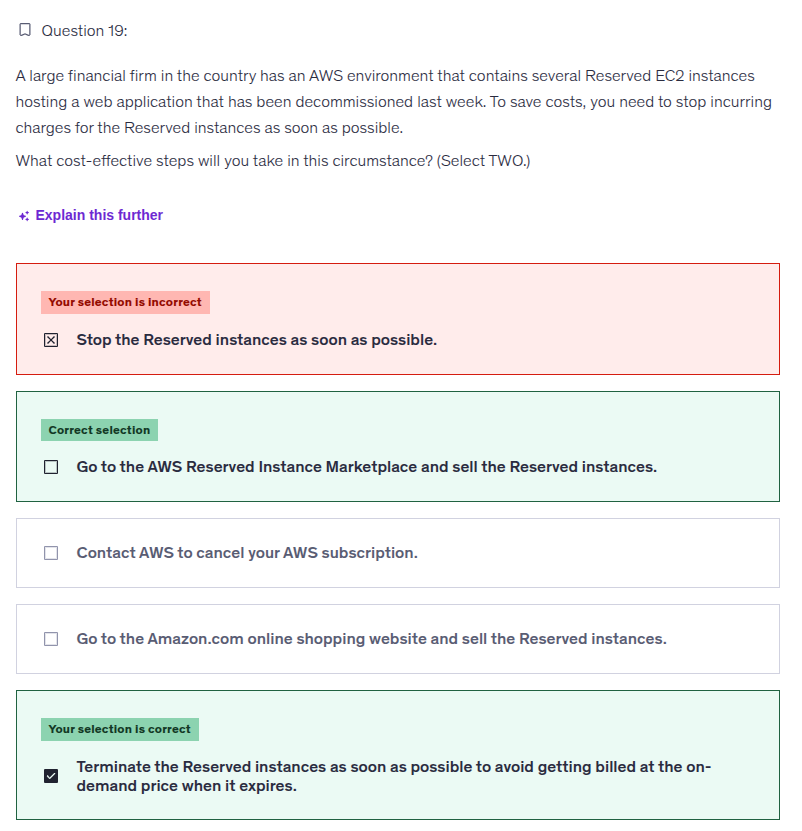 Question 19:
A large financial firm in the country has an AWS environment that contains several Reserved EC2 instances
hosting a web application that has been decommissioned last week. To save costs, you need to stop incurring
charges for the Reserved instances as soon as possible.
What cost-effective steps will you take in this circumstance? (Select TWO.)
Explain this further
Your selection is incorrect
Stop the Reserved instances as soon as possible.
Correct selection
Go to the AWS Reserved Instance Marketplace and sell the Reserved instances.
Contact AWS to cancel your AWS subscription.
Go to the Amazon.com online shopping website and sell the Reserved instances.
Your selection is correct
Terminate the Reserved instances as soon as possible to avoid getting billed at the on-
demand price when it expires.